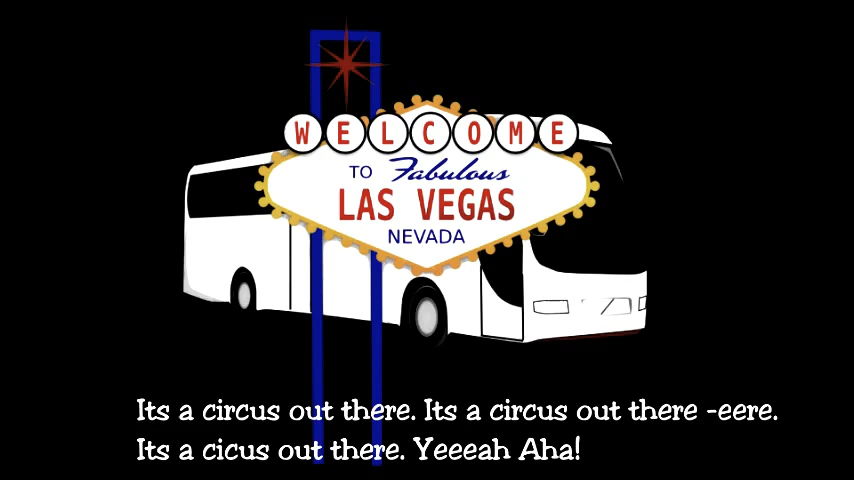 WELCOME
TO Fabulous
LAS VEGAS
NEVADA
Its a circus out there. Its a circus out there -eere.
Its a cicus out there. Yeeeah Aha!